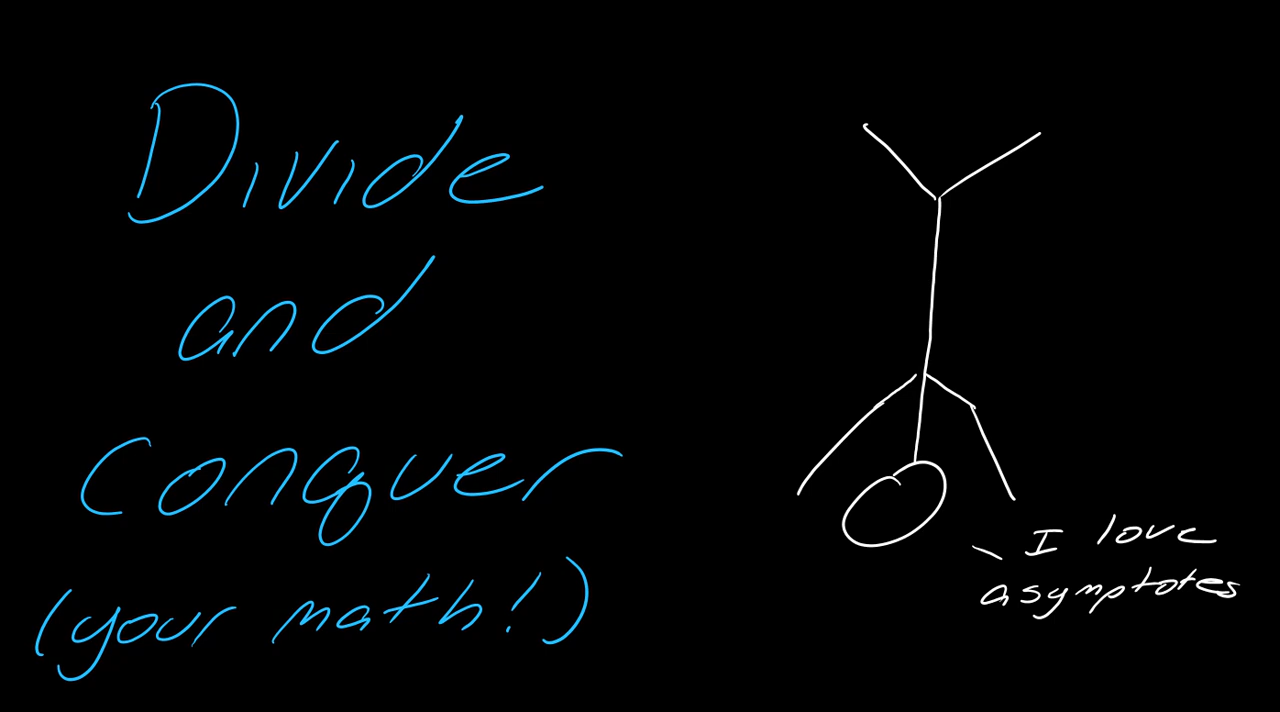 Divide
and
Conquer
(your math!)
I love
asymptotes